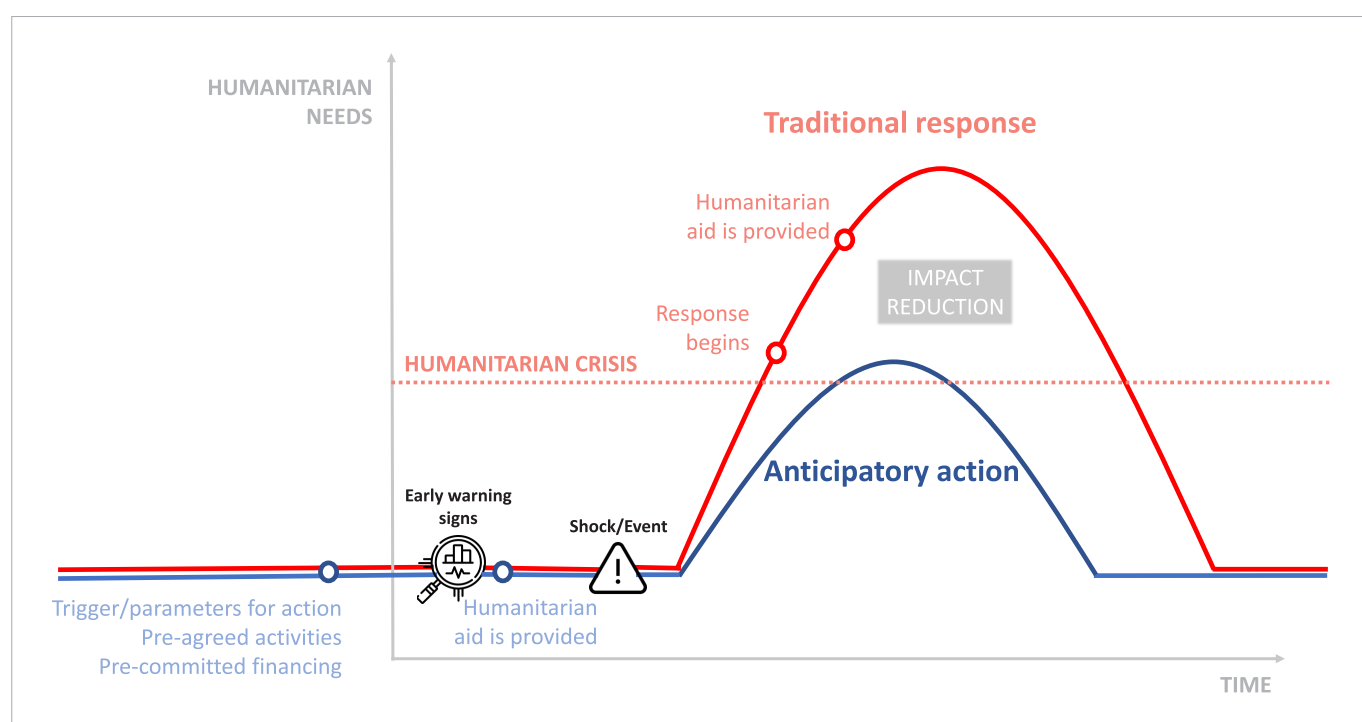 HUMANITARIAN
NEEDS
Traditional response
Humanitarian
aid is provided
IMPACT
REDUCTION
Response
begins
HUMANITARIAN CRISIS
Anticipatory action
Early warning
signs
Shock/Event
!
Trigger/parameters for action
Pre-agreed activities
Pre-committed financing
Humanitarian
aid is provided
TIME